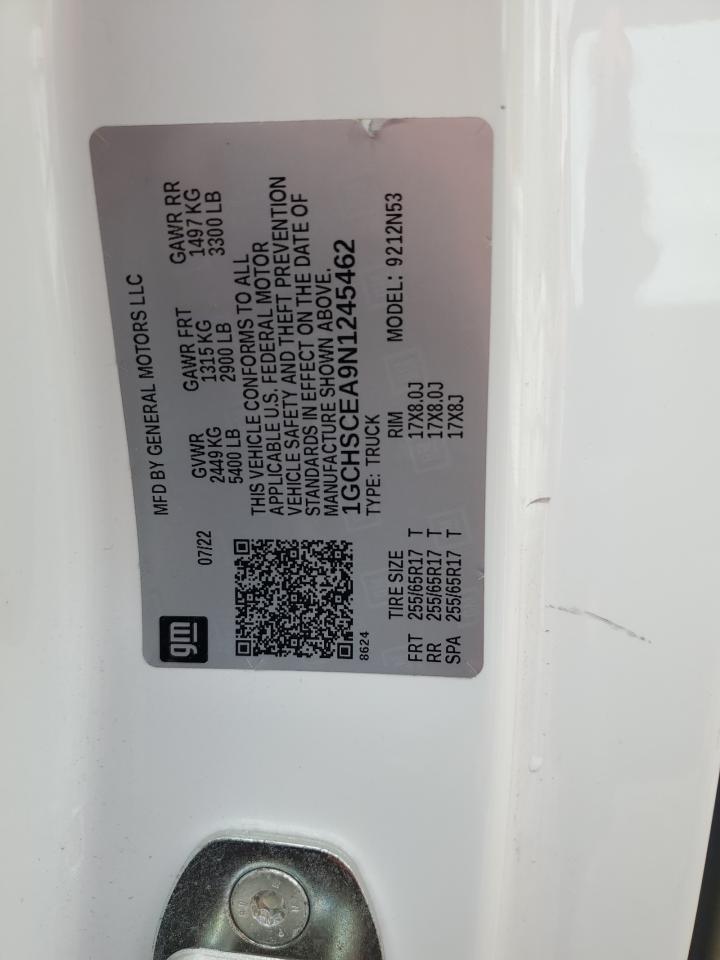 MFD BY GENERAL MOTORS LLC
gm
07/22
GVWR GAWR FRT GAWR RR
2449 KG 1315 KG 1497 KG
5400 LB 2900 LB 3300 LB
THIS VEHICLE CONFORMS TO ALL
APPLICABLE U.S. FEDERAL MOTOR
VEHICLE SAFETY AND THEFT PREVENTION
STANDARDS IN EFFECT ON THE DATE OF
MANUFACTURE SHOWN ABOVE.
1GCHSCEA9N1245462
8624
TYPE: TRUCK MODEL: 9212N53
TIRE SIZE RIM
FRT 255/65R17 T 17X8.0J
RR 255/65R17 T 17X8.0J
SPA 255/65R17 T 17X8J